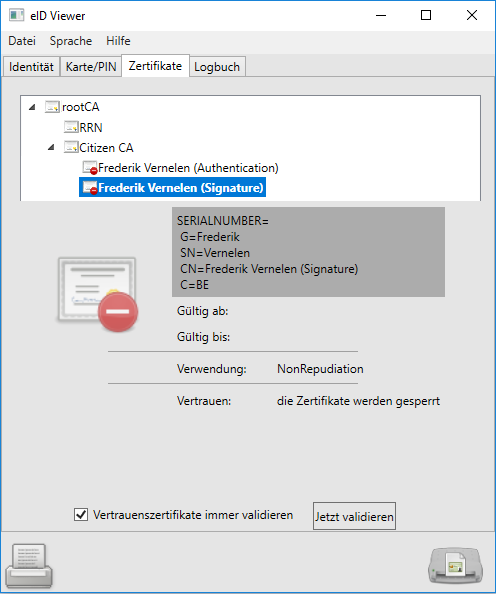 eID Viewer
Datei Sprache Hilfe
Identität Karte/PIN Zertifikate Logbuch
rootCA
RRN
Citizen CA
Frederik Vernelen (Authentication)
Frederik Vernelen (Signature)
SERIALNUMBER=
G=Frederik
SN=Vernelen
CN=Frederik Vernelen (Signature)
C=BE
Gültig ab:
Gültig bis:
Verwendung: NonRepudiation
Vertrauen: die Zertifikate werden gesperrt
Vertrauenszertifikate immer validieren Jetzt validieren